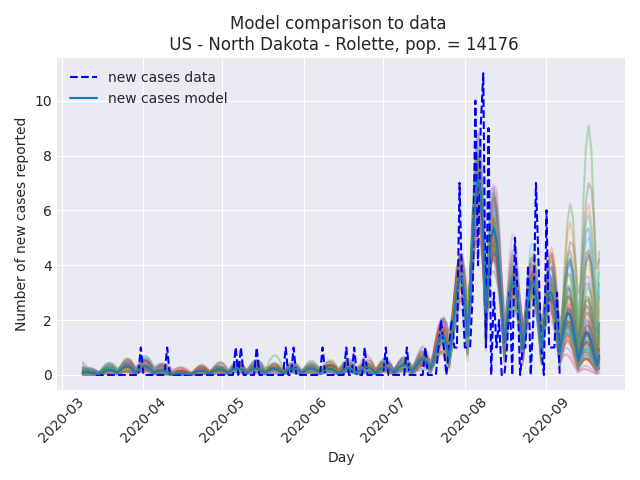 Model comparison to data
US - North Dakota - Rolette, pop. = 14176
new cases data
new cases model
Number of new cases reported
10
8
6
4
2
0
2020-03
2020-04
2020-05
2020-06
2020-07
2020-08
2020-09
Day